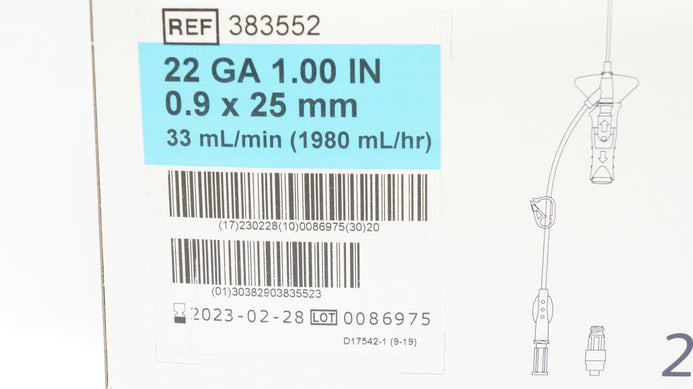 REF 383552
22 GA 1.00 IN
0.9 x 25 mm
33 mL/min (1980 mL/hr)
(17)230228(10)0086975(30)20
(01)30382903835523
2023-02-28 LOT 0086975
D17542-1 (9-19)
2